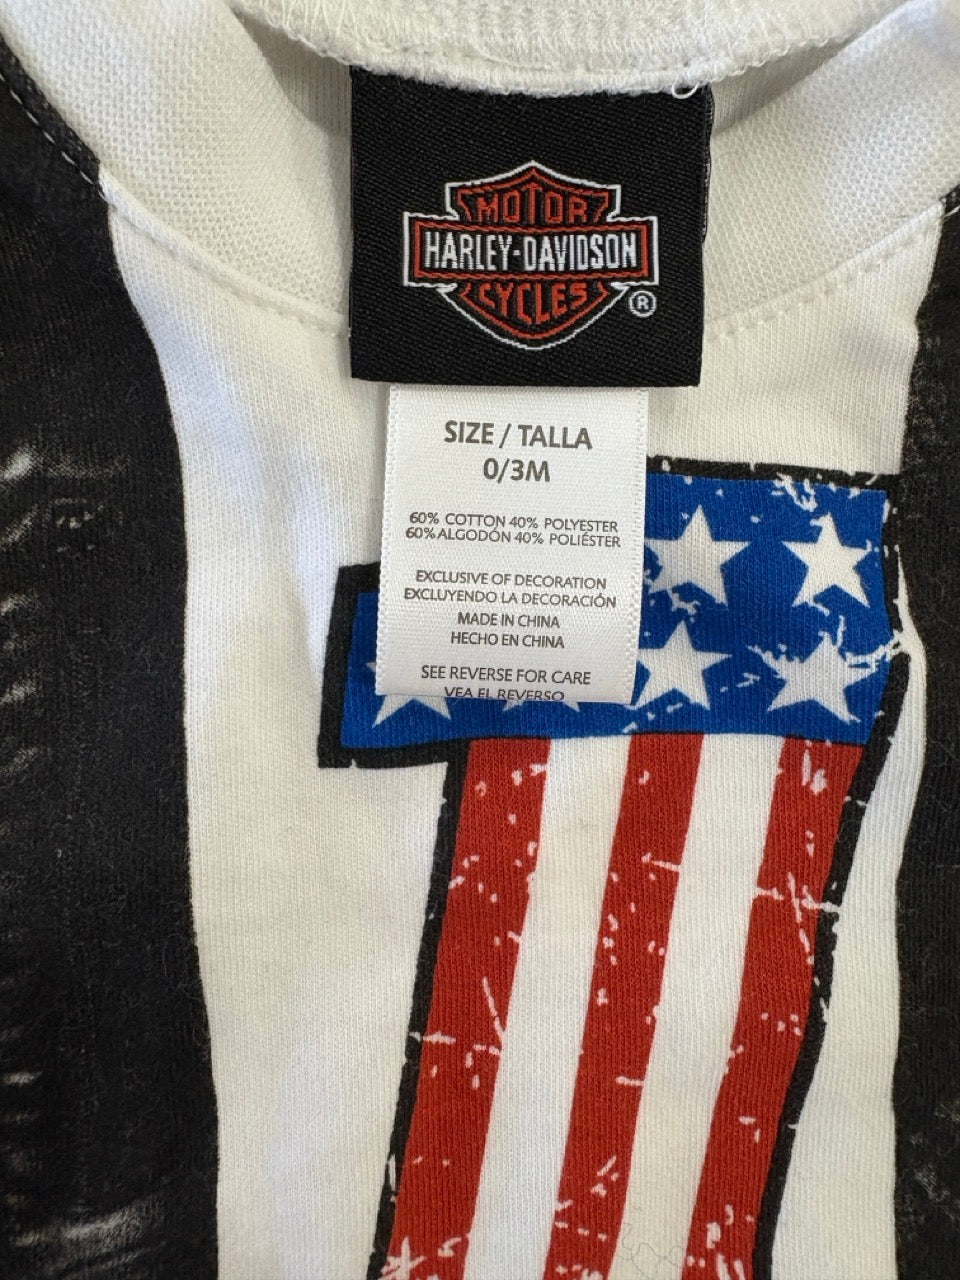 MOTOR
HARLEY-DAVIDSON
CYCLES
®
SIZE / TALLA
0/3M
60% COTTON 40% POLYESTER
60% ALGODÓN 40% POLIÉSTER
EXCLUSIVE OF DECORATION
EXCLUYENDO LA DECORACIÓN
MADE IN CHINA
HECHO EN CHINA
SEE REVERSE FOR CARE
VEA EL REVERSO